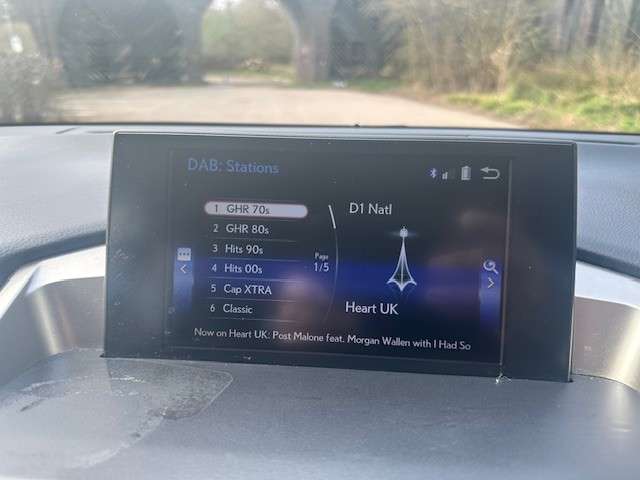 DAB: Stations
1 GHR 70s
2 GHR 80s
3 Hits 90s
4 Hits 00s
5 Cap XTRA
6 Classic
Page
1/5
D1 Natl
Heart UK
Now on Heart UK: Post Malone feat. Morgan Wallen with I Had So